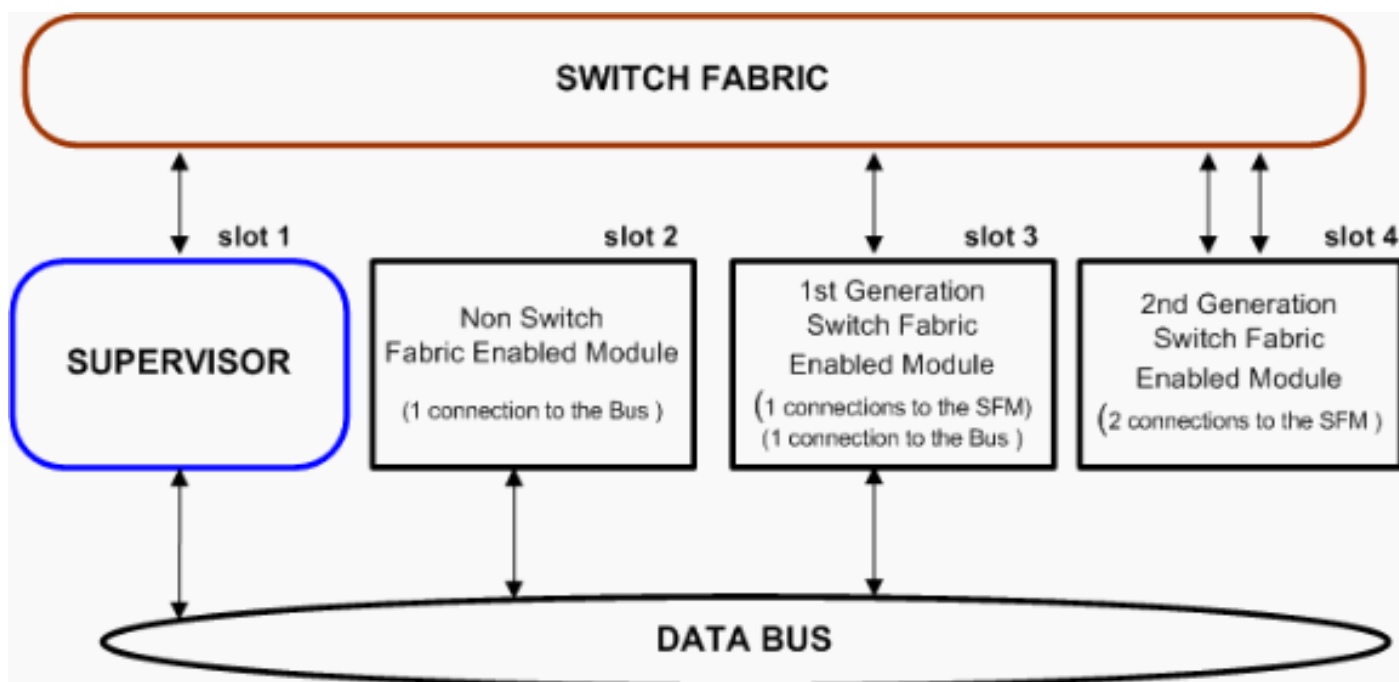 SWITCH FABRIC
slot 1
slot 2
slot 3
slot 4
SUPERVISOR
Non Switch
Fabric Enabled Module
(1 connection to the Bus )
1st Generation
Switch Fabric
Enabled Module
(1 connections to the SFM)
(1 connection to the Bus )
2nd Generation
Switch Fabric
Enabled Module
(2 connections to the SFM )
DATA BUS